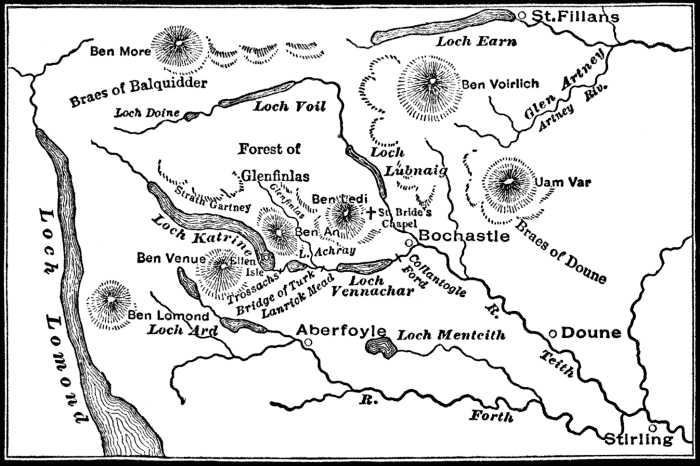 St. Fillans
Loch Earn
Ben More
Braes of Balquidder
Ben Voirlich
Glen Artney
Artney Riv.
Loch Doine
Loch Voil
Forest of
Glenfinlas
Loch
Lubnaig
Uam Var
Strath Gartney
Glenfinlas
Ben Ledi
St. Bride's
Chapel
Braes of Doune
Loch Katrine
Ben An
Bochastle
Ben Venue
Ellen
Isle
L. Achray
Trossachs
Bridge of Turk
Lanrick Mead
Loch
Vennachar
Coilantogle
Ford
Loch Lomond
Ben Lomond
Loch Ard
Aberfoyle
Loch Menteith
R.
Teith
Doune
R.
Forth
Stirling